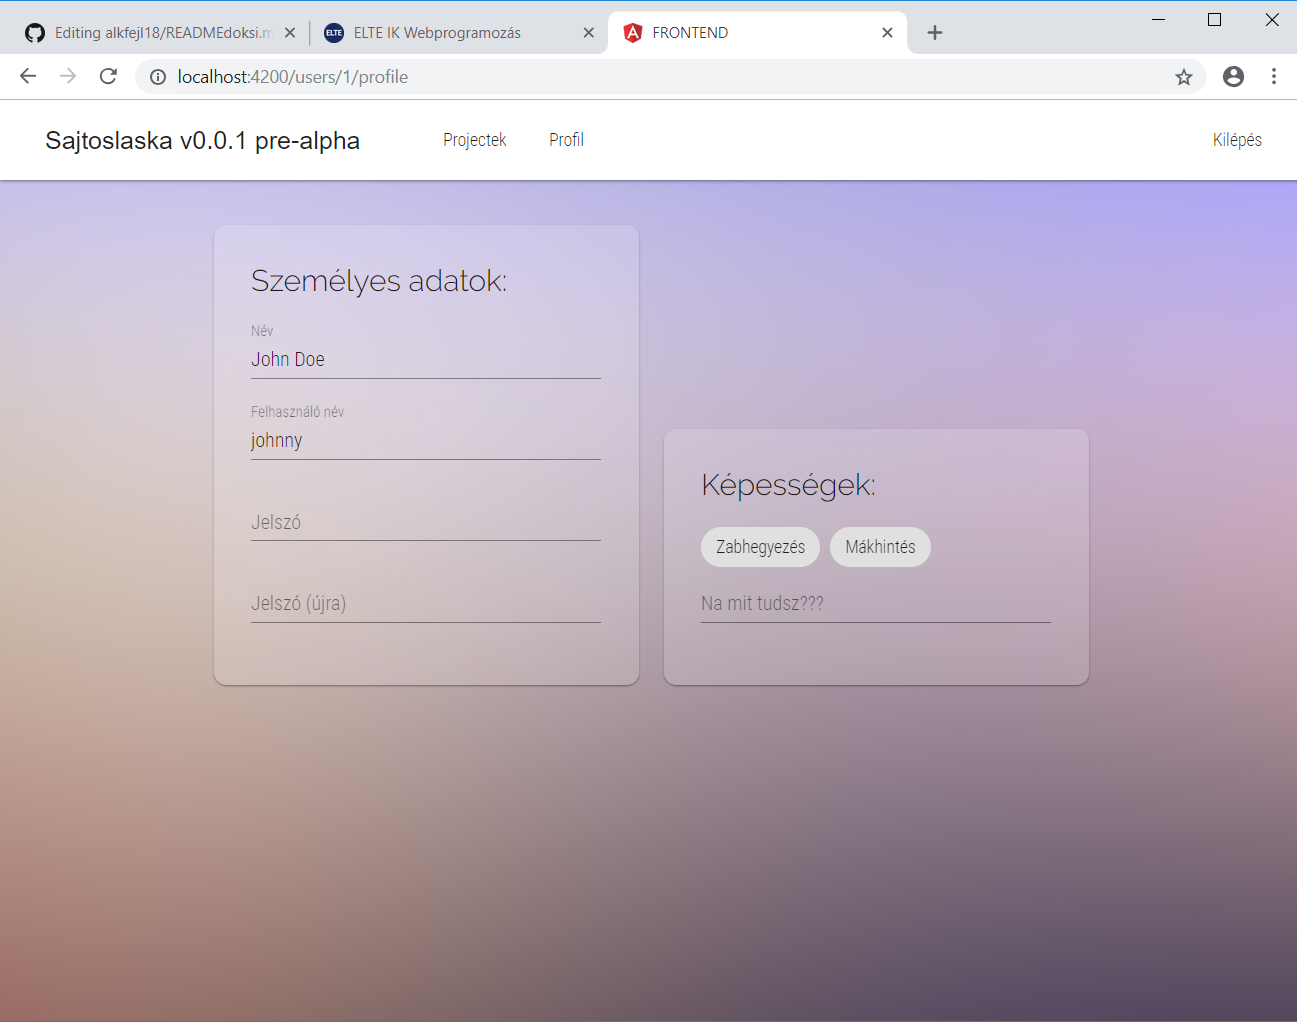 Editing alkfejl18/READMEdoksi.m
ELTE
ELTE IK Webprogramozás
FRONTEND
localhost:4200/users/1/profile
Sajtoslaska v0.0.1 pre-alpha
Projectek
Profil
Kilépés
Személyes adatok:
Név
John Doe
Felhasználó név
johnny
Jelszó
Jelszó (újra)
Képességek:
Zabhegyezés
Mákhintés
Na mit tudsz???